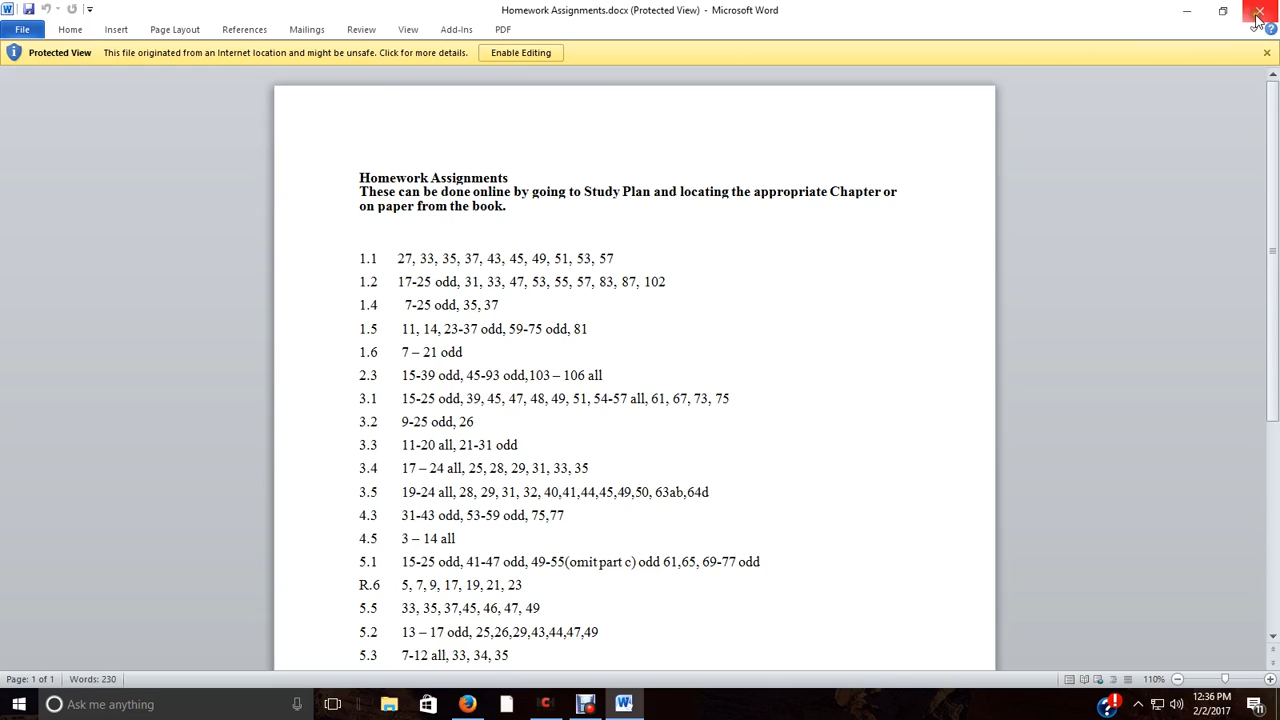 Homework Assignments.docx (Protected View) - Microsoft Word
File Home Insert Page Layout References Mailings Review View Add-Ins PDF
Protected View This file originated from an Internet location and might be unsafe. Click for more details. Enable Editing
Homework Assignments
These can be done online by going to Study Plan and locating the appropriate Chapter or
on paper from the book.
1.1 27, 33, 35, 37, 43, 45, 49, 51, 53, 57
1.2 17-25 odd, 31, 33, 47, 53, 55, 57, 83, 87, 102
1.4 7-25 odd, 35, 37
1.5 11, 14, 23-37 odd, 59-75 odd, 81
1.6 7 – 21 odd
2.3 15-39 odd, 45-93 odd,103 – 106 all
3.1 15-25 odd, 39, 45, 47, 48, 49, 51, 54-57 all, 61, 67, 73, 75
3.2 9-25 odd, 26
3.3 11-20 all, 21-31 odd
3.4 17 – 24 all, 25, 28, 29, 31, 33, 35
3.5 19-24 all, 28, 29, 31, 32, 40,41,44,45,49,50, 63ab,64d
4.3 31-43 odd, 53-59 odd, 75,77
4.5 3 – 14 all
5.1 15-25 odd, 41-47 odd, 49-55(omit part c) odd 61,65, 69-77 odd
R.6 5, 7, 9, 17, 19, 21, 23
5.5 33, 35, 37,45, 46, 47, 49
5.2 13 – 17 odd, 25,26,29,43,44,47,49
5.3 7-12 all, 33, 34, 35
Page: 1 of 1 Words: 230 110%
Ask me anything
12:36 PM
2/2/2017